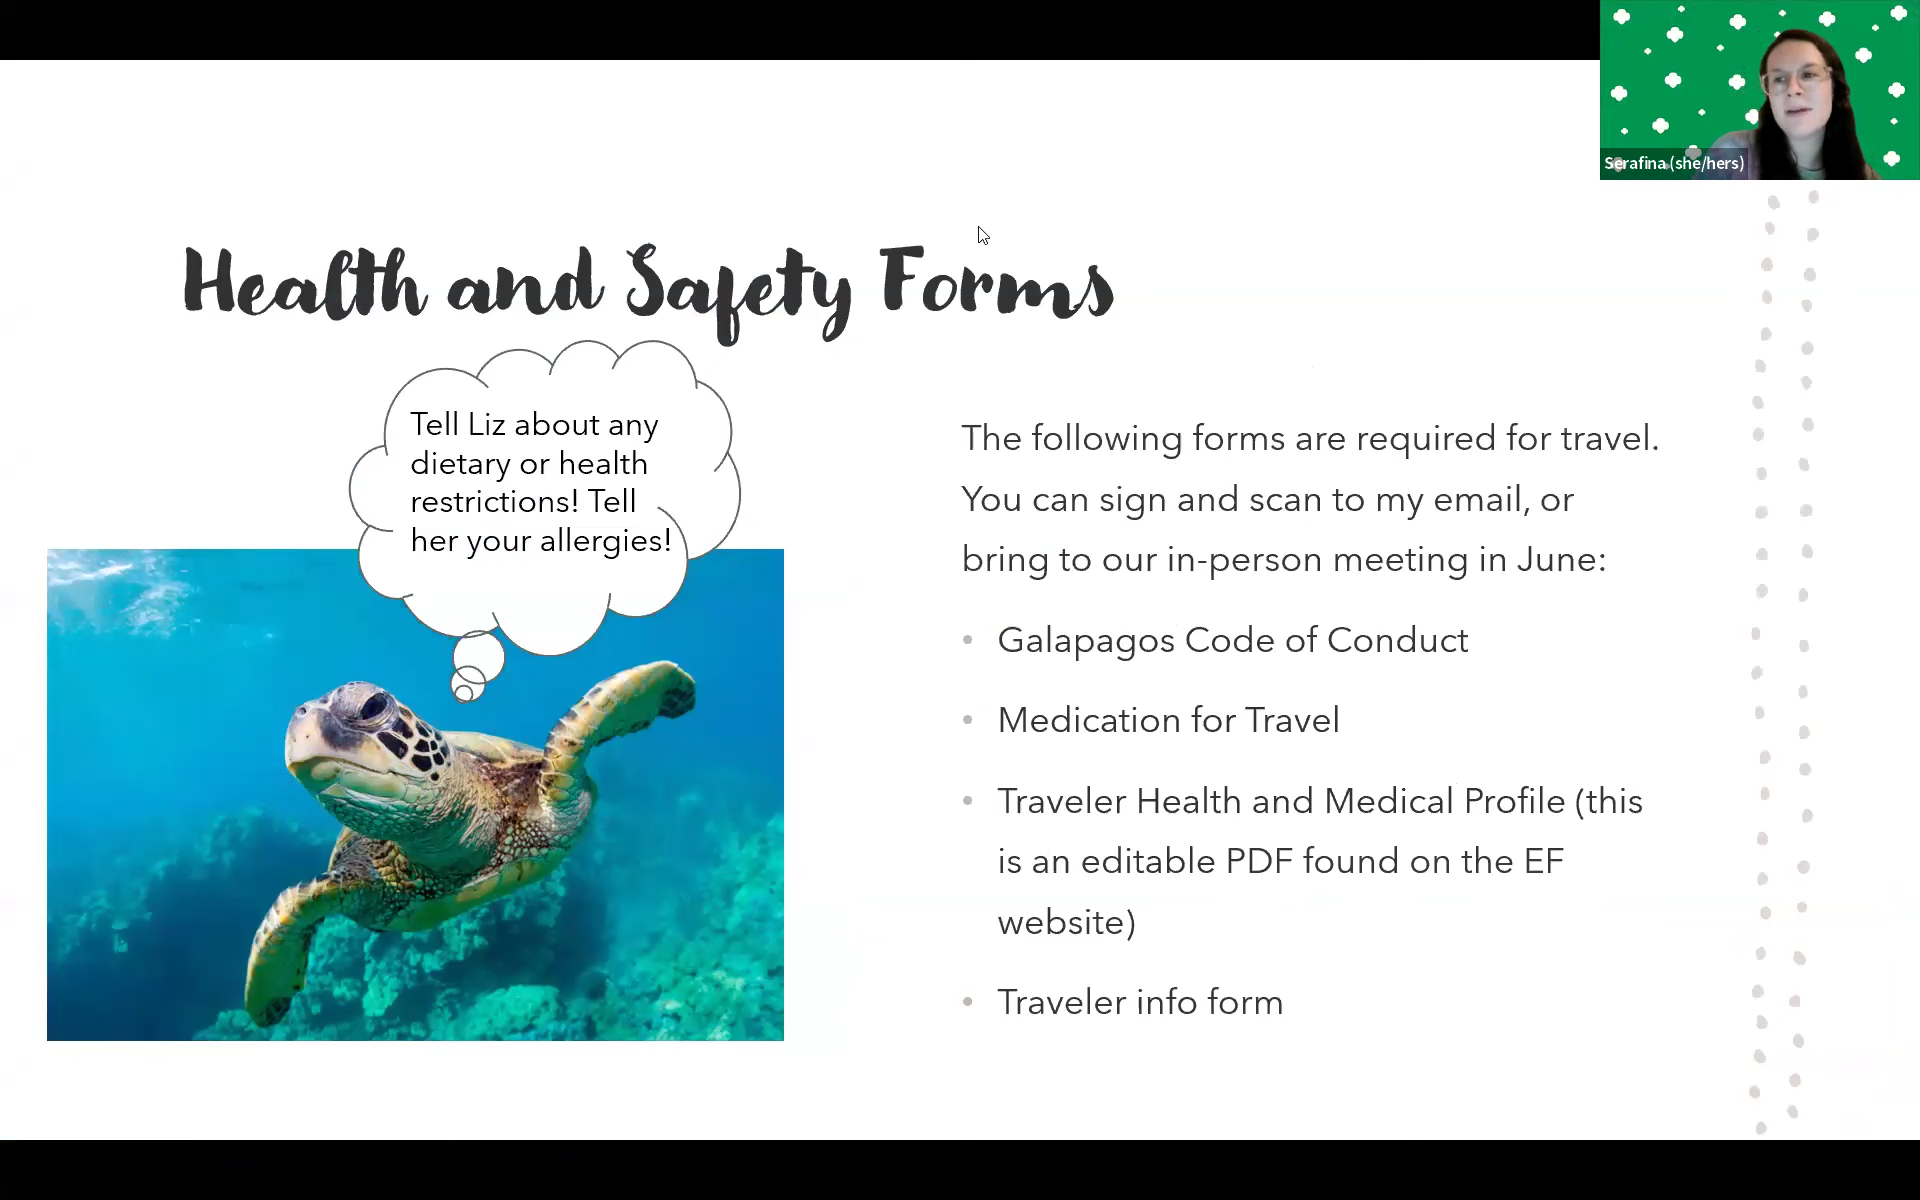 Serafina (she/hers)
Health and Safety Forms
Tell Liz about any
dietary or health
restrictions! Tell
her your allergies!
The following forms are required for travel.
You can sign and scan to my email, or
bring to our in-person meeting in June:
• Galapagos Code of Conduct
• Medication for Travel
• Traveler Health and Medical Profile (this
is an editable PDF found on the EF
website)
• Traveler info form